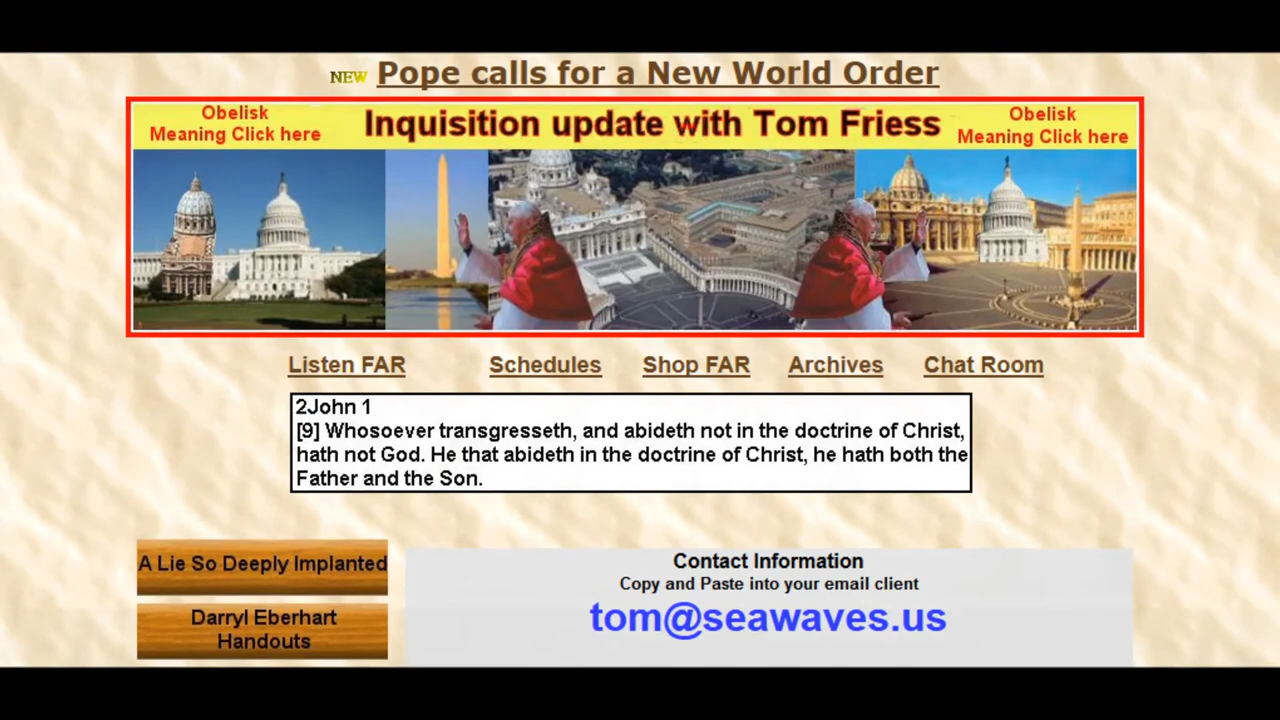 NEW Pope calls for a New World Order
Obelisk
Meaning Click here
Inquisition update with Tom Friess
Obelisk
Meaning Click here
Listen FAR Schedules Shop FAR Archives Chat Room
2John 1
[9] Whosoever transgresseth, and abideth not in the doctrine of Christ,
hath not God. He that abideth in the doctrine of Christ, he hath both the
Father and the Son.
A Lie So Deeply Implanted
Darryl Eberhart
Handouts
Contact Information
Copy and Paste into your email client
tom@seawaves.us